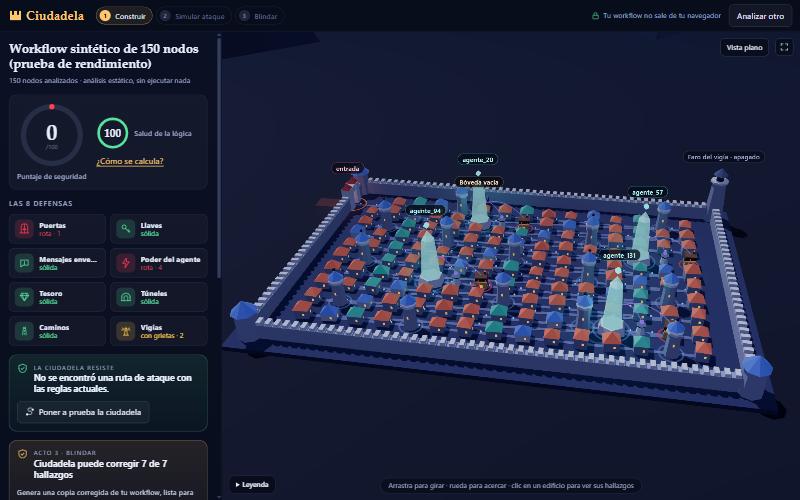 Ciudadela
1 Construir
2 Simular ataque
3 Blindar
Tu workflow no sale de tu navegador
Analizar otro
Workflow sintético de 150 nodos
(prueba de rendimiento)
150 nodos analizados · análisis estático, sin ejecutar nada
0
/100
Puntaje de seguridad
100
Salud de la lógica
¿Cómo se calcula?
LAS 8 DEFENSAS
Puertas
rota · 1
Llaves
sólida
Mensajes enve...
sólida
Poder del agente
rota · 4
Tesoro
sólida
Túneles
sólida
Caminos
sólida
Vigías
con grietas · 2
LA CIUDADELA RESISTE
No se encontró una ruta de ataque con
las reglas actuales.
Poner a prueba la ciudadela
ACTO 3 · BLINDAR
Ciudadela puede corregir 7 de 7
hallazgos
Genera una copia corregida de tu workflow, lista para
Vista plano
entrada
agente_20
Bóveda vacía
Faro del vigía · apagado
agente_57
agente_94
agente_131
Leyenda
Arrastra para girar · rueda para acercar · clic en un edificio para ver sus hallazgos